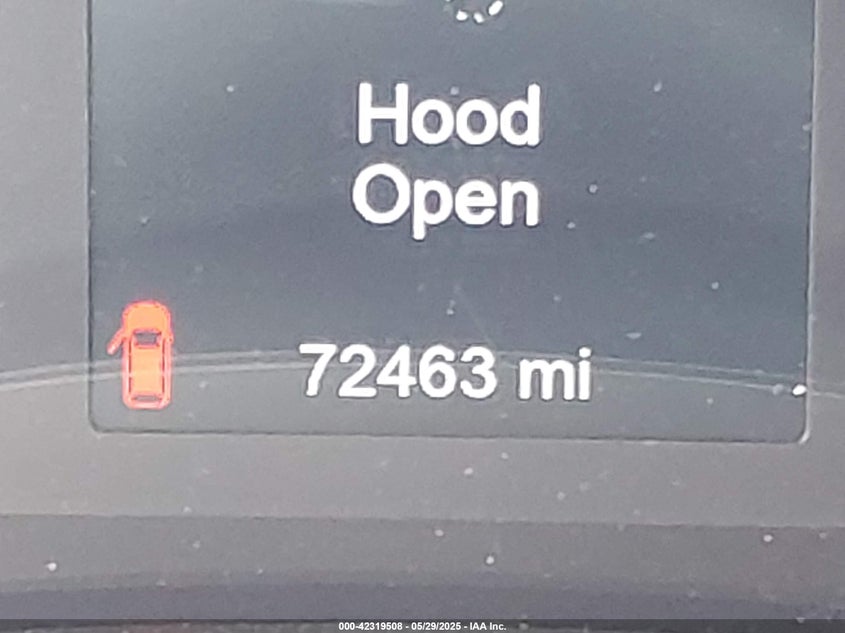 Hood
Open
72463 mi
000-42319508 - 05/29/2025 - IAA Inc.